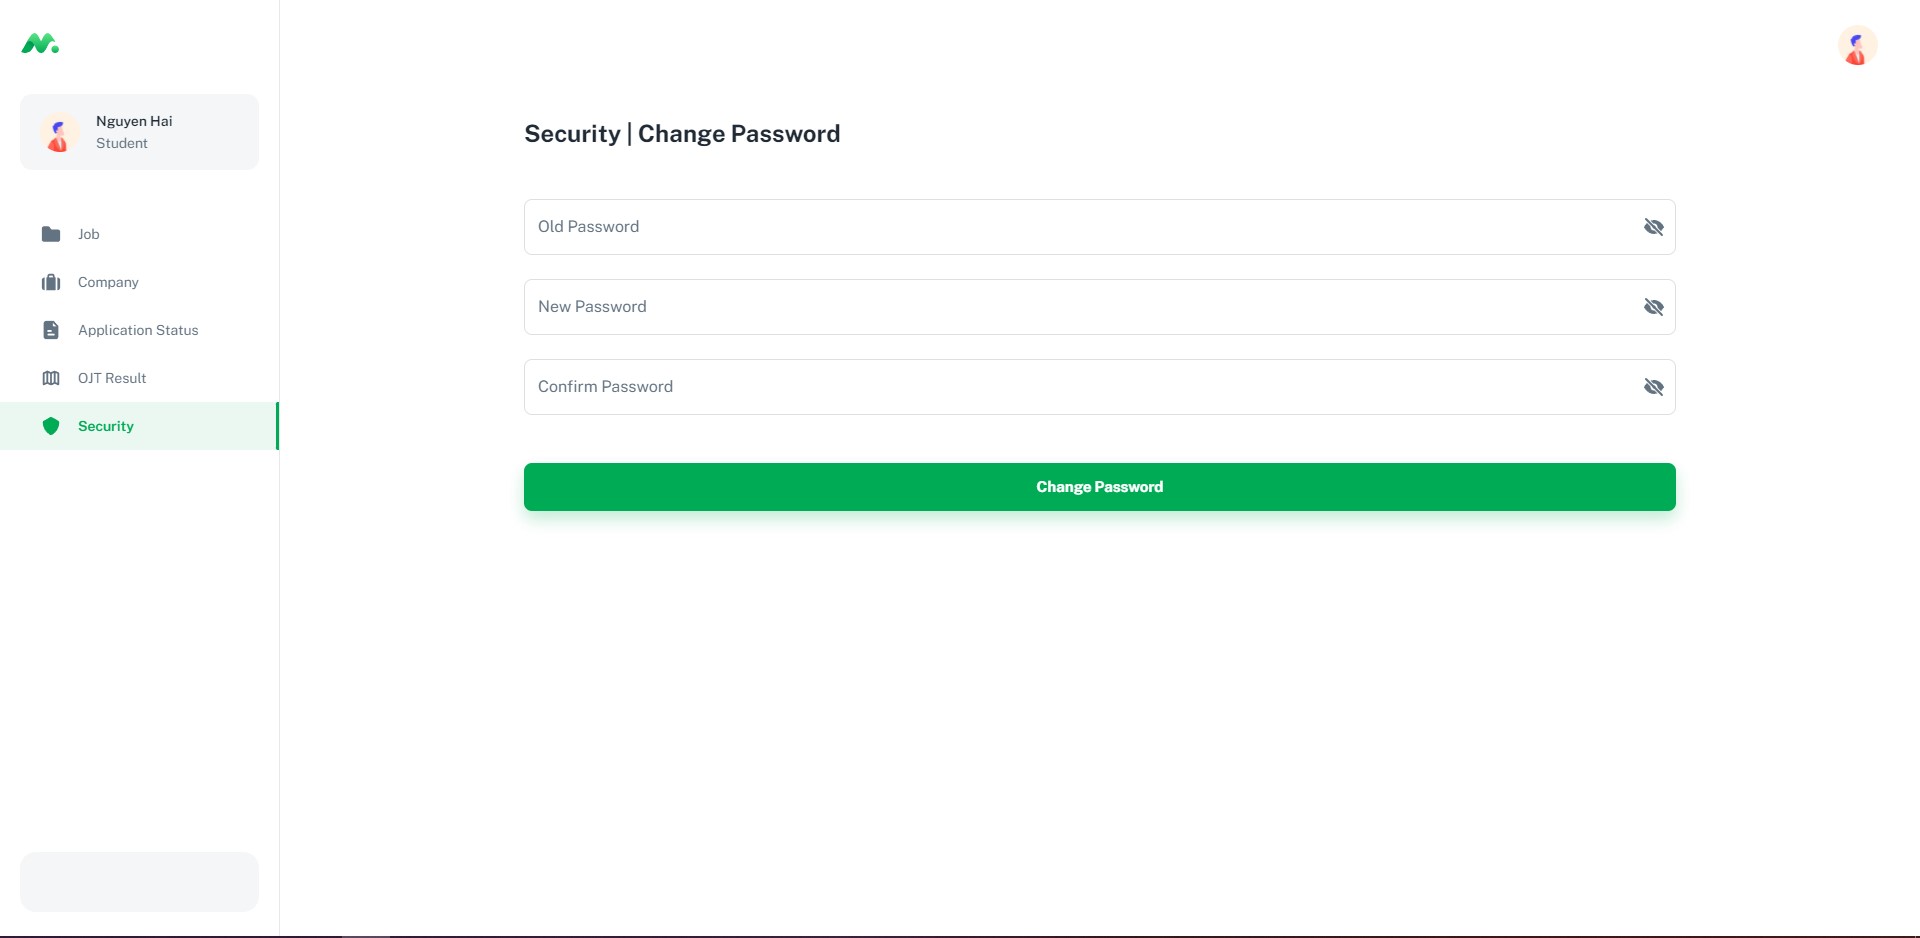 Nguyen Hai
Student
Job
Company
Application Status
OJT Result
Security
Security | Change Password
Old Password
New Password
Confirm Password
Change Password